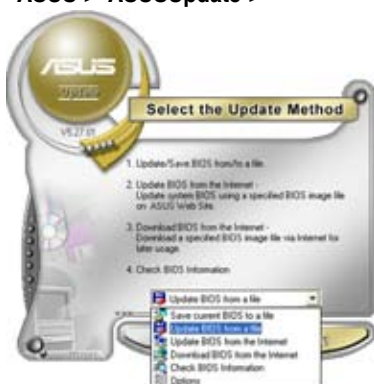 ASUS
Update
V5.27.01
Select the Update Method
1. Update/Save BIOS from/to a file.
2. Update BIOS from the Internet -
Update system BIOS using a specified BIOS image file
on ASUS Web Site.
3. Download BIOS from the Internet -
Download a specified BIOS image file via Internet for
later usage.
4. Check BIOS Information
Update BIOS from a file
Save current BIOS to a file
Update BIOS from a file
Update BIOS from the Internet
Download BIOS from the Internet
Check BIOS Information
Options